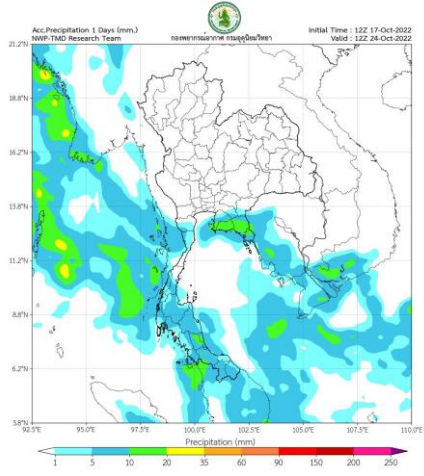 Acc.Precipitation 1 Days (mm.)
NWP-TMD Research Team
กองพยากรณ์อากาศ กรมอุตุนิยมวิทยา
Initial Time : 12Z 17-Oct-2022
Valid : 12Z 24-Oct-2022
21.2°N
18.8°N
16.2°N
13.8°N
11.2°N
8.8°N
6.2°N
3.8°N
92.5°E 95.0°E 97.5°E 100.0°E 102.5°E 105.0°E 107.5°E 110.0°E
Precipitation (mm)
1 5 10 20 35 60 90 150 200 250